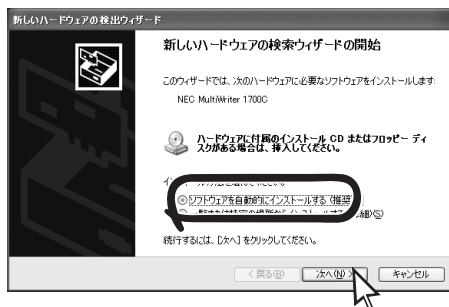 新しいハードウェアの検出ウィザード
新しいハードウェアの検索ウィザードの開始
このウィザードでは、次のハードウェアに必要なソフトウェアをインストールします:
NEC MultiWriter 1700C
ハードウェアに付属のインストール CD またはフロッピー ディ
スクがある場合は、挿入してください。
ソフトウェアを自動的にインストールする (推奨)
続行するには、[次へ] をクリックしてください。
< 戻る(B)
次へ(N) >
キャンセル